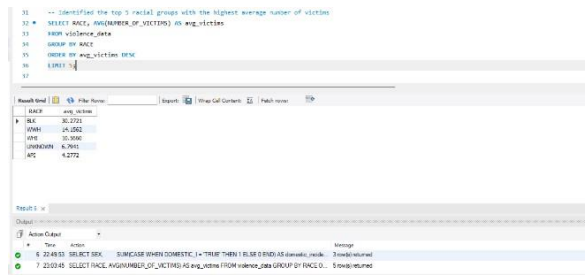 31 -- Identified the top 5 racial groups with the highest average number of victims
32 SELECT RACE, AVG(NUMBER_OF_VICTIMS) AS avg_victims
33 FROM violence_data
34 GROUP BY RACE
35 ORDER BY avg_victims DESC
36 LIMIT 5;
37
Result Grid Filter Rows: Export: Wrap Cell Content: Fetch rows:
RACE avg_victims
BLK 30.2721
WWH 14.1562
WHI
UNKNOWN 6.7941
API 4.2772
Result 5 x
Output
Action Output
# Time Action Message
6 22:49:53 SELECT SEX, SUM(CASE WHEN DOMESTIC_I = 'TRUE' THEN 1 ELSE 0 END) AS domestic_incide... 3 row(s) returned
7 23:03:45 SELECT RACE, AVG(NUMBER_OF_VICTIMS) AS avg_victims FROM violence_data GROUP BY RACE O... 5 row(s) returned